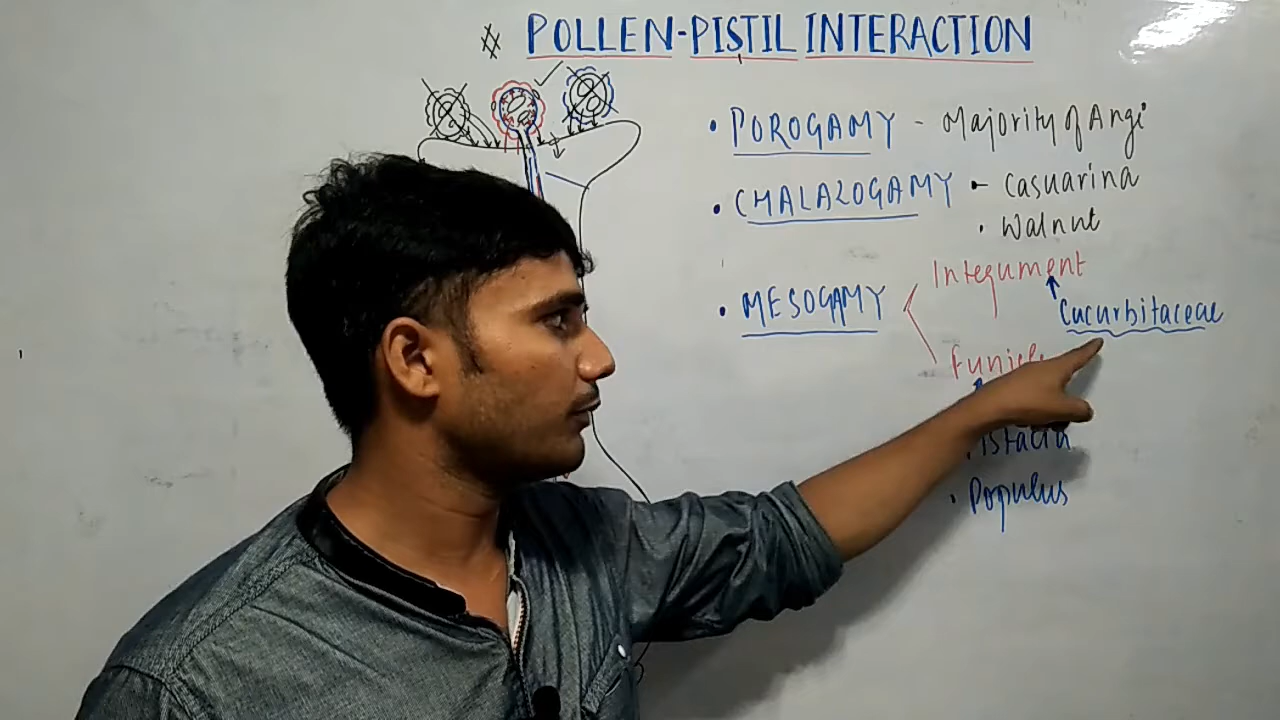 POLLEN-PISTIL INTERACTION
• POROGAMY - Majority of Angi
• CHALAZOGAMY - Casuarina
• Walnut
Integument
• MESOGAMY
Cucurbitaceae
• Populus